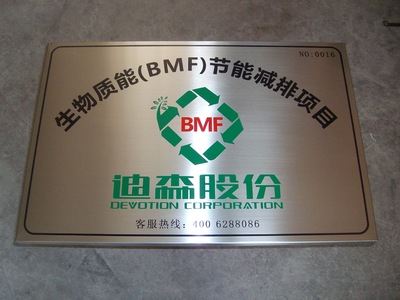 NO:0016
生物质能(BMF)节能减排项目
BMF
迪森股份
DEVOTION CORPORATION
客服热线: 400 6288086